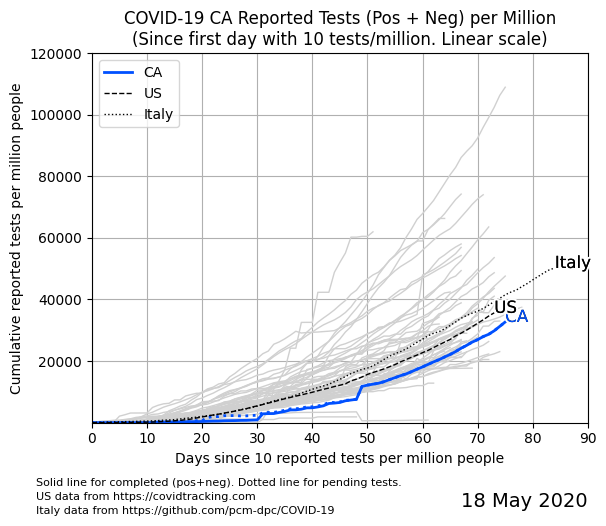 COVID-19 CA Reported Tests (Pos + Neg) per Million
(Since first day with 10 tests/million. Linear scale)
Cumulative reported tests per million people
120000
100000
80000
60000
40000
20000
CA
US
Italy
Italy
US
CA
0 10 20 30 40 50 60 70 80 90
Days since 10 reported tests per million people
Solid line for completed (pos+neg). Dotted line for pending tests.
US data from https://covidtracking.com
Italy data from https://github.com/pcm-dpc/COVID-19
18 May 2020